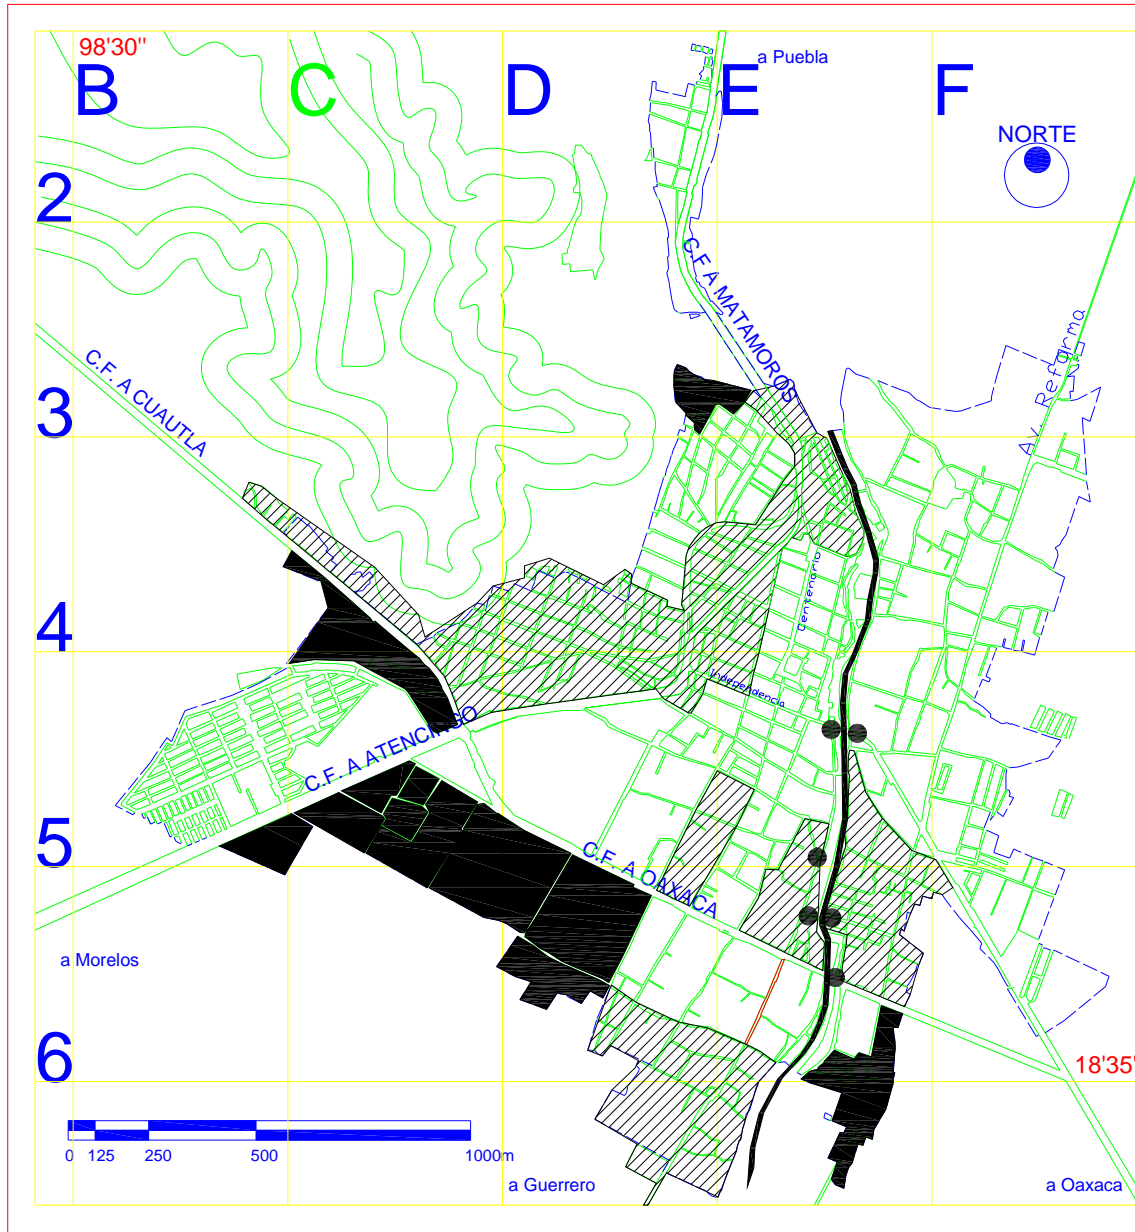 98'30"
a Puebla
B
C
D
E
F
NORTE
2
C.F A MATAMOROS
Av. Reforma
C.F. A CUAUTLA
3
Centenario
4
Independencia
C.F. A ATENCINGO
5
C.F. A OAXACA
a Morelos
6
18'35"
0 125 250 500 1000m
a Guerrero
a Oaxaca